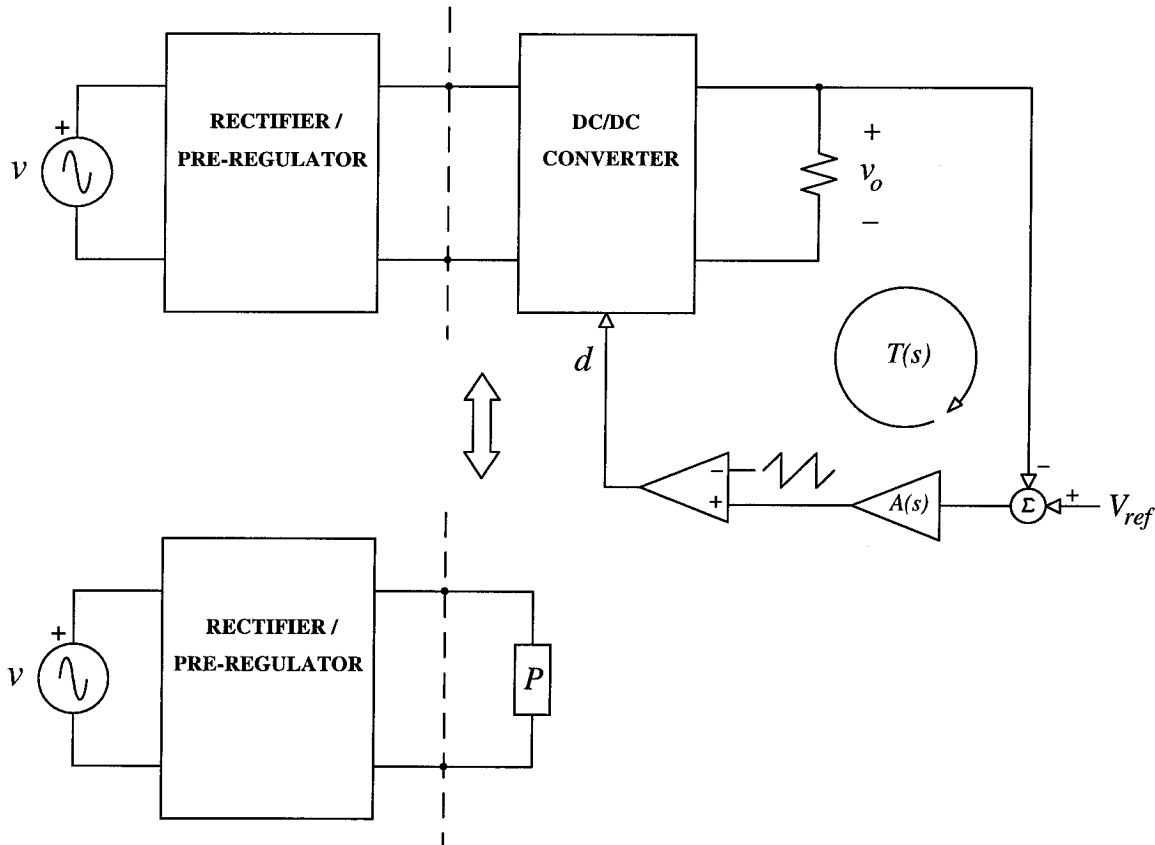 RECTIFIER /
PRE-REGULATOR
DC/DC
CONVERTER
+
v
+
v_o
−
d
T(s)
−
+
A(s)
−
Σ
+
V_ref
RECTIFIER /
PRE-REGULATOR
+
v
P